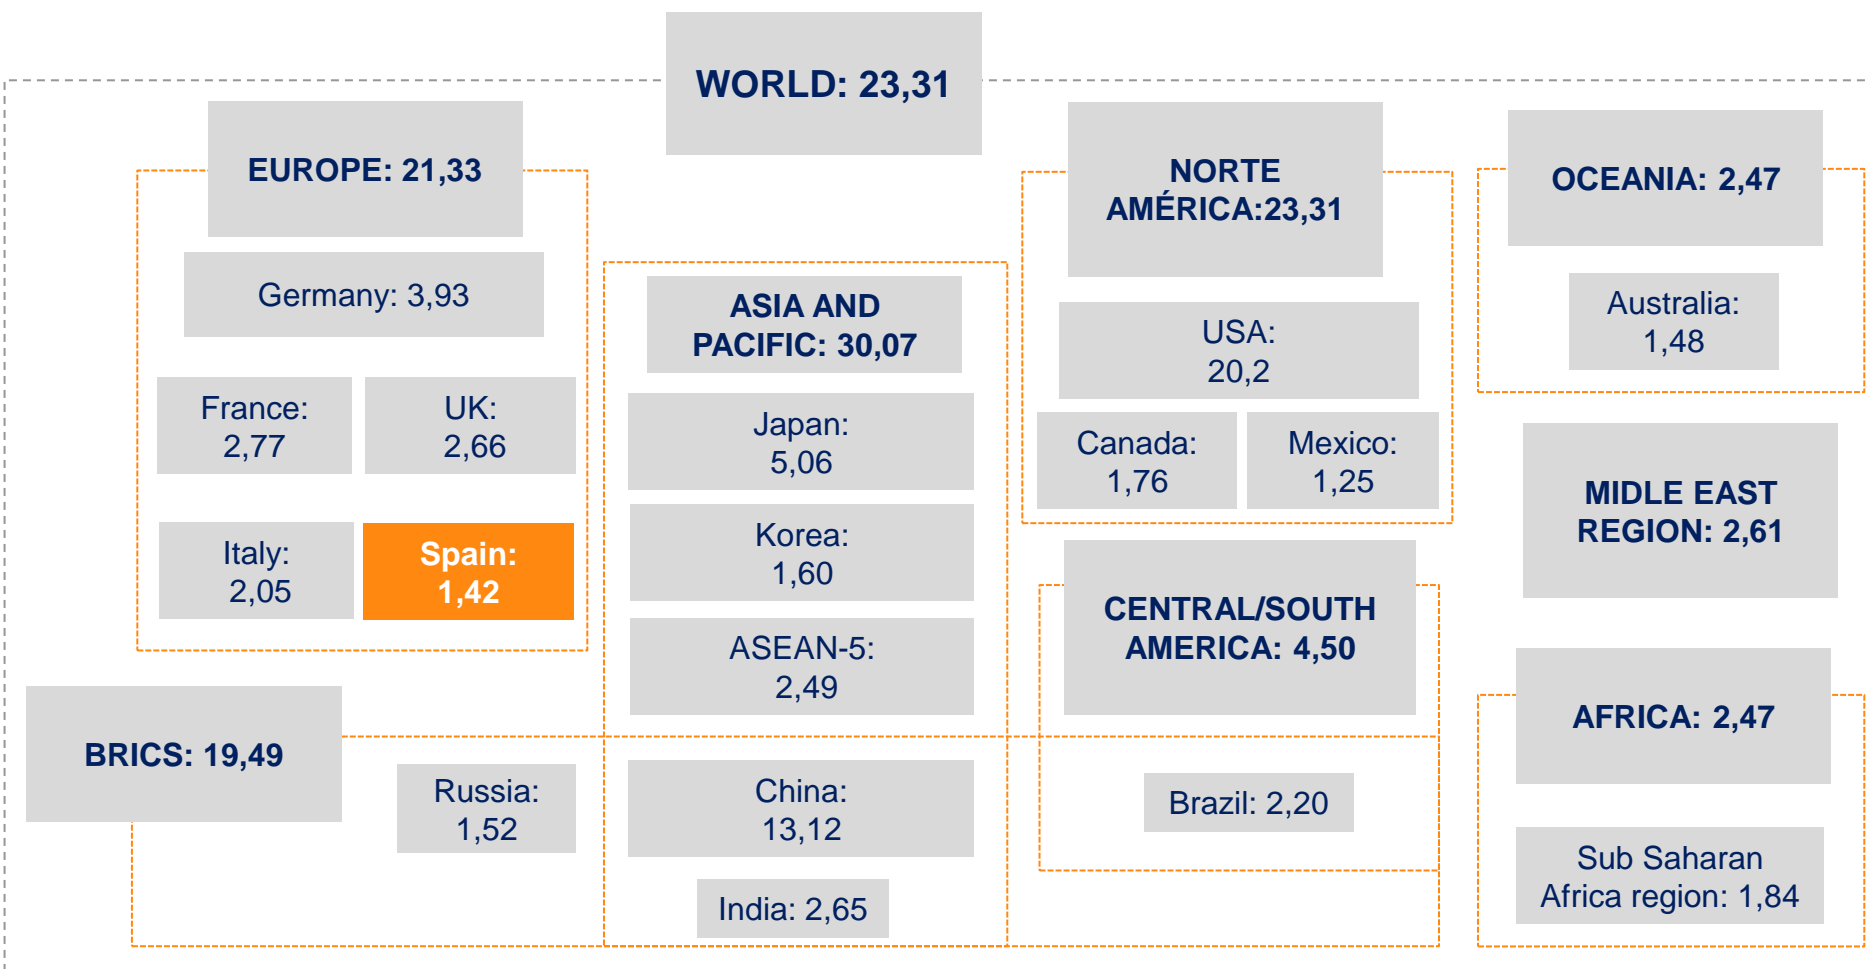 WORLD: 23,31
EUROPE: 21,33
Germany: 3,93
France:
2,77
UK:
2,66
Italy:
2,05
Spain:
1,42
ASIA AND
PACIFIC: 30,07
Japan:
5,06
Korea:
1,60
ASEAN-5:
2,49
China:
13,12
India: 2,65
NORTE
AMÉRICA:23,31
USA:
20,2
Canada:
1,76
Mexico:
1,25
CENTRAL/SOUTH
AMERICA: 4,50
Brazil: 2,20
OCEANIA: 2,47
Australia:
1,48
MIDLE EAST
REGION: 2,61
AFRICA: 2,47
Sub Saharan
Africa region: 1,84
BRICS: 19,49
Russia:
1,52